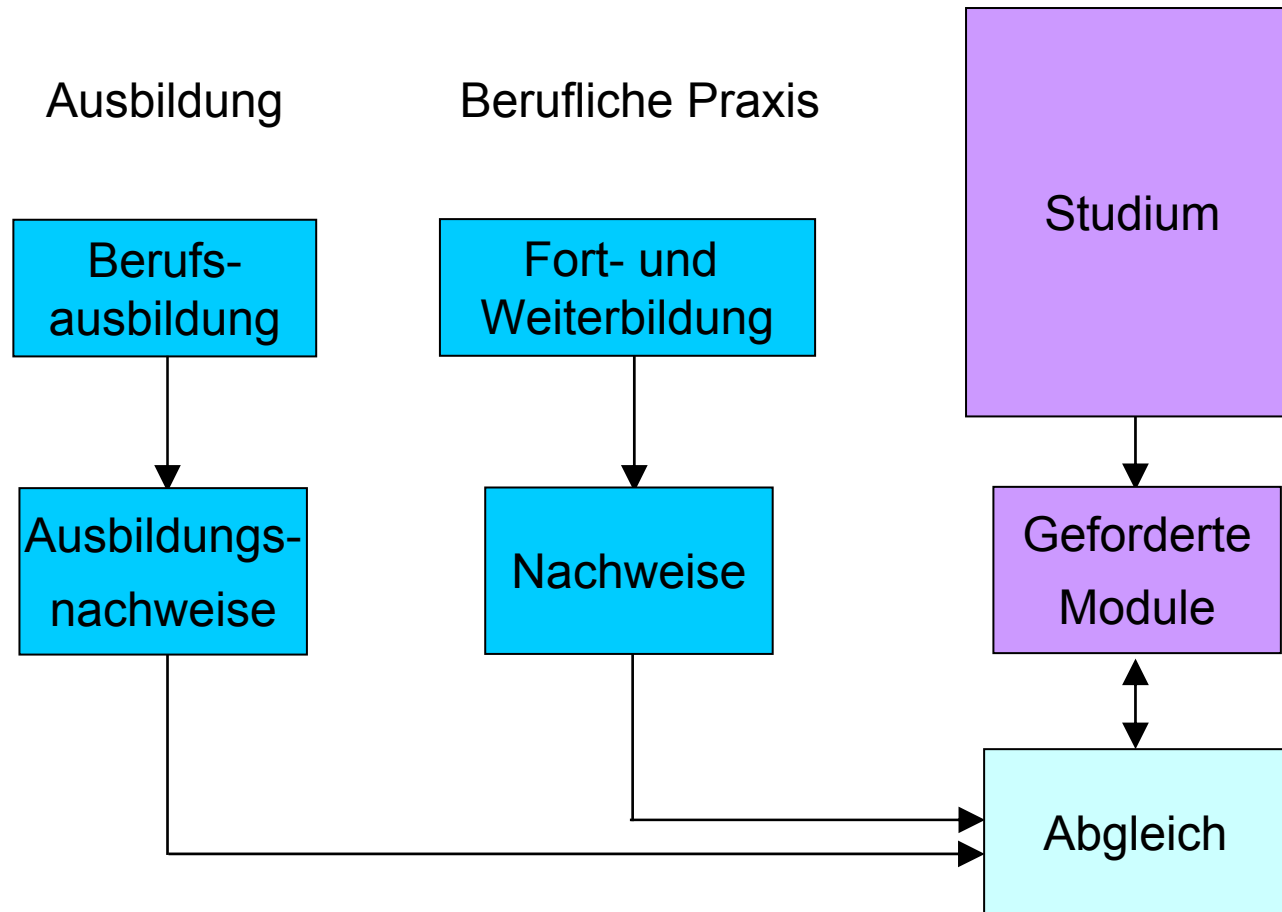 Ausbildung
Berufliche Praxis
Studium
Berufs-
ausbildung
Fort- und
Weiterbildung
Ausbildungs-
nachweise
Nachweise
Geforderte
Module
Abgleich